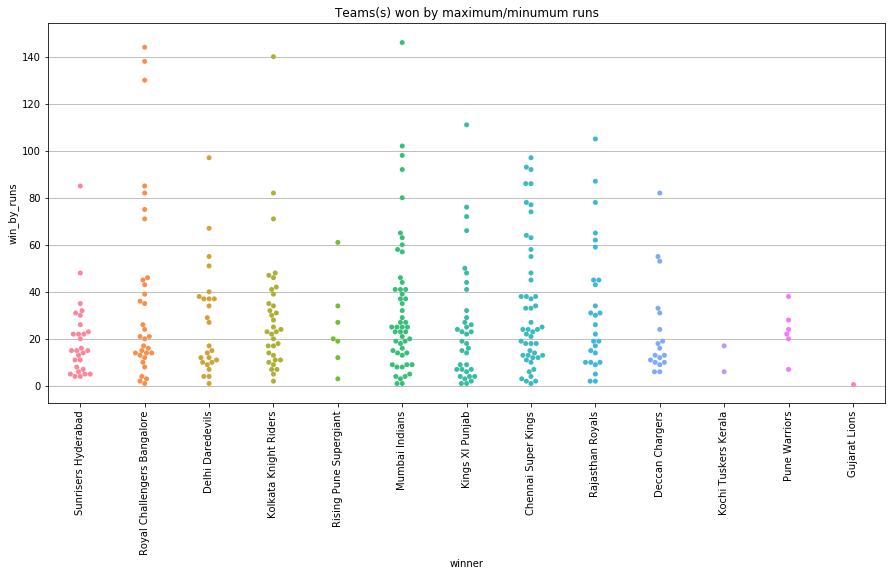 Teams(s) won by maximum/minumum runs
win_by_runs
140
120
100
80
60
40
20
0
Sunrisers Hyderabad
Royal Challengers Bangalore
Delhi Daredevils
Kolkata Knight Riders
Rising Pune Supergiant
Mumbai Indians
Kings XI Punjab
Chennai Super Kings
Rajasthan Royals
Deccan Chargers
Kochi Tuskers Kerala
Pune Warriors
Gujarat Lions
winner